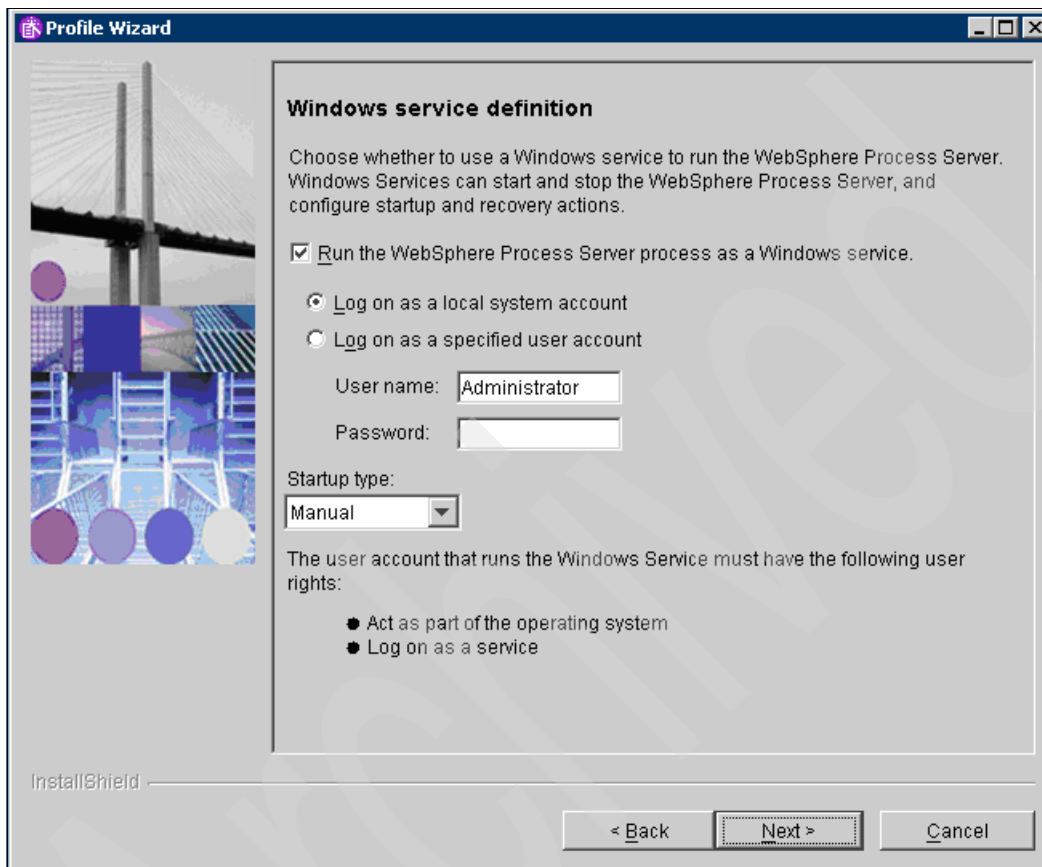 Profile Wizard
Windows service definition
Choose whether to use a Windows service to run the WebSphere Process Server.
Windows Services can start and stop the WebSphere Process Server, and
configure startup and recovery actions.
Run the WebSphere Process Server process as a Windows service.
Log on as a local system account
Log on as a specified user account
User name: Administrator
Password:
Startup type:
Manual
The user account that runs the Windows Service must have the following user
rights:
Act as part of the operating system
Log on as a service
InstallShield
< Back Next > Cancel
Archived